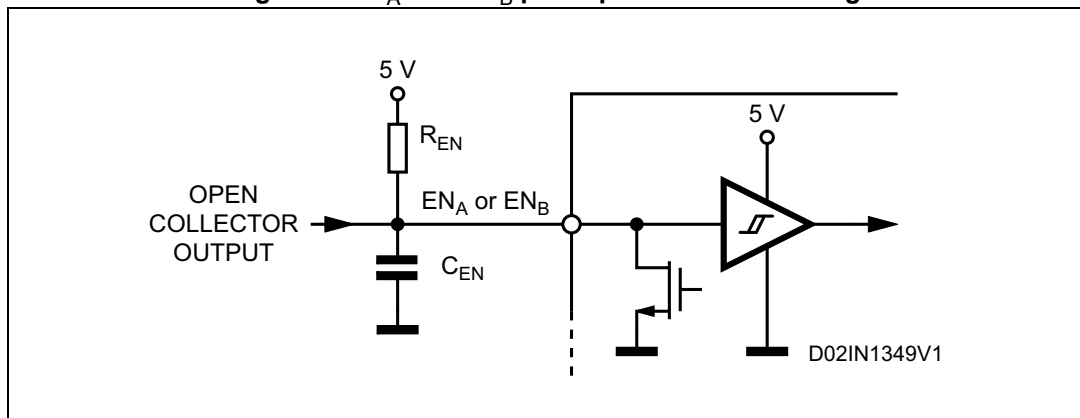 5 V
R_EN
5 V
OPEN
COLLECTOR
OUTPUT
EN_A or EN_B
C_EN
D02IN1349V1